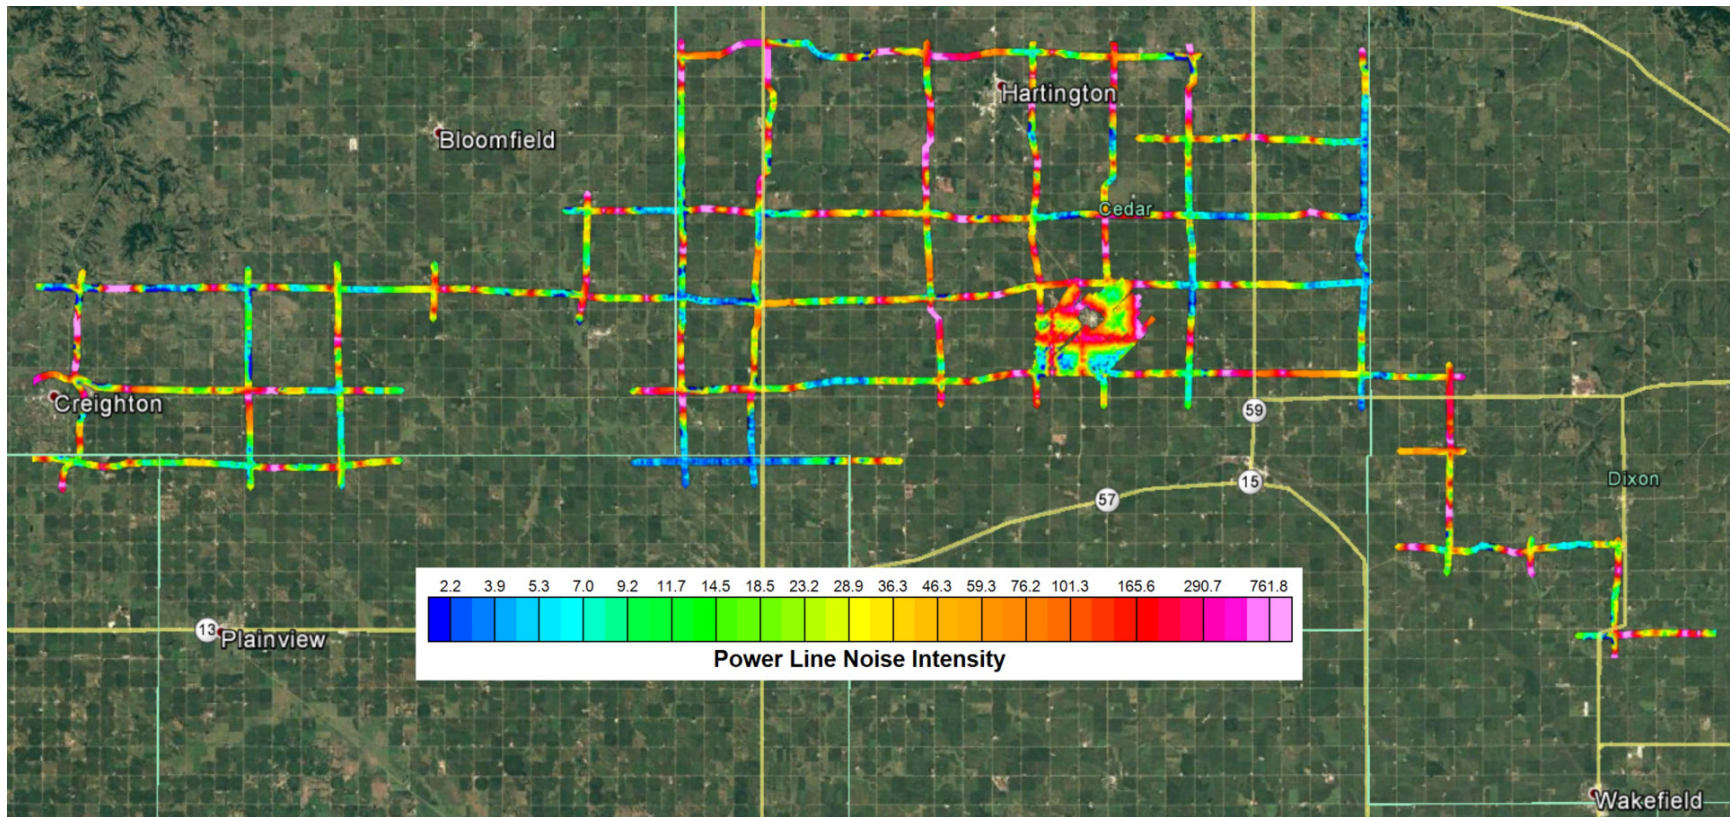 Hartington
Bloomfield
Cedar
Creighton
59
Dixon
15
57
2.2 3.9 5.3 7.0 9.2 11.7 14.5 18.5 23.2 28.9 36.3 46.3 59.3 76.2 101.3 165.6 290.7 761.8
Power Line Noise Intensity
13 Plainview
Wakefield